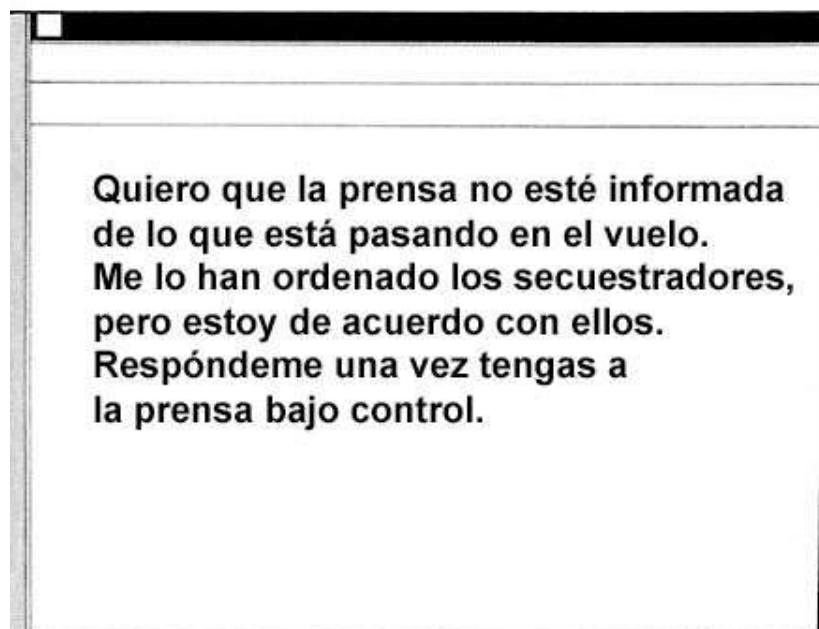 Quiero que la prensa no esté informada
de lo que está pasando en el vuelo.
Me lo han ordenado los secuestradores,
pero estoy de acuerdo con ellos.
Respóndeme una vez tengas a
la prensa bajo control.